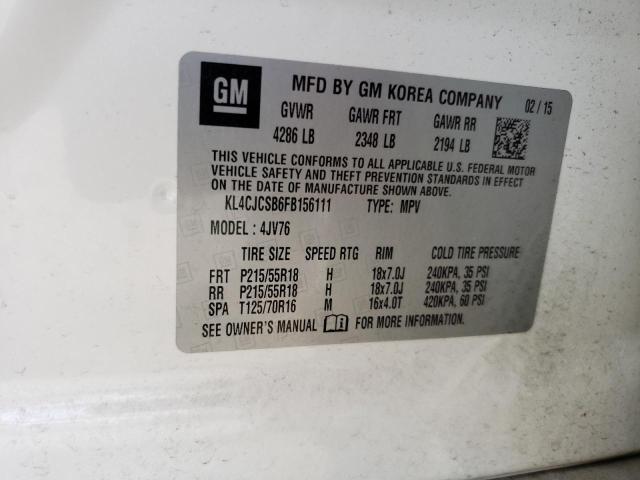 GM
MFD BY GM KOREA COMPANY 02 / 15
GVWR GAWR FRT GAWR RR
4286 LB 2348 LB 2194 LB
THIS VEHICLE CONFORMS TO ALL APPLICABLE U.S. FEDERAL MOTOR
VEHICLE SAFETY AND THEFT PREVENTION STANDARDS IN EFFECT
ON THE DATE OF MANUFACTURE SHOWN ABOVE.
KL4CJCSB6FB156111 TYPE: MPV
MODEL : 4JV76
TIRE SIZE SPEED RTG RIM COLD TIRE PRESSURE
FRT P215/55R18 H 18x7.0J 240KPA, 35 PSI
RR P215/55R18 H 18x7.0J 240KPA, 35 PSI
SPA T125/70R16 M 16x4.0T 420KPA, 60 PSI
SEE OWNER'S MANUAL FOR MORE INFORMATION.